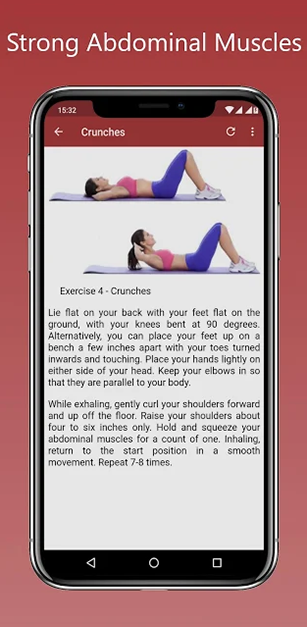 Strong Abdominal Muscles
15:32
Crunches
Exercise 4 - Crunches
Lie flat on your back with your feet flat on the
ground, with your knees bent at 90 degrees.
Alternatively, you can place your feet up on a
bench a few inches apart with your toes turned
inwards and touching. Place your hands lightly on
either side of your head. Keep your elbows in so
that they are parallel to your body.
While exhaling, gently curl your shoulders forward
and up off the floor. Raise your shoulders about
four to six inches only. Hold and squeeze your
abdominal muscles for a count of one. Inhaling,
return to the start position in a smooth
movement. Repeat 7-8 times.